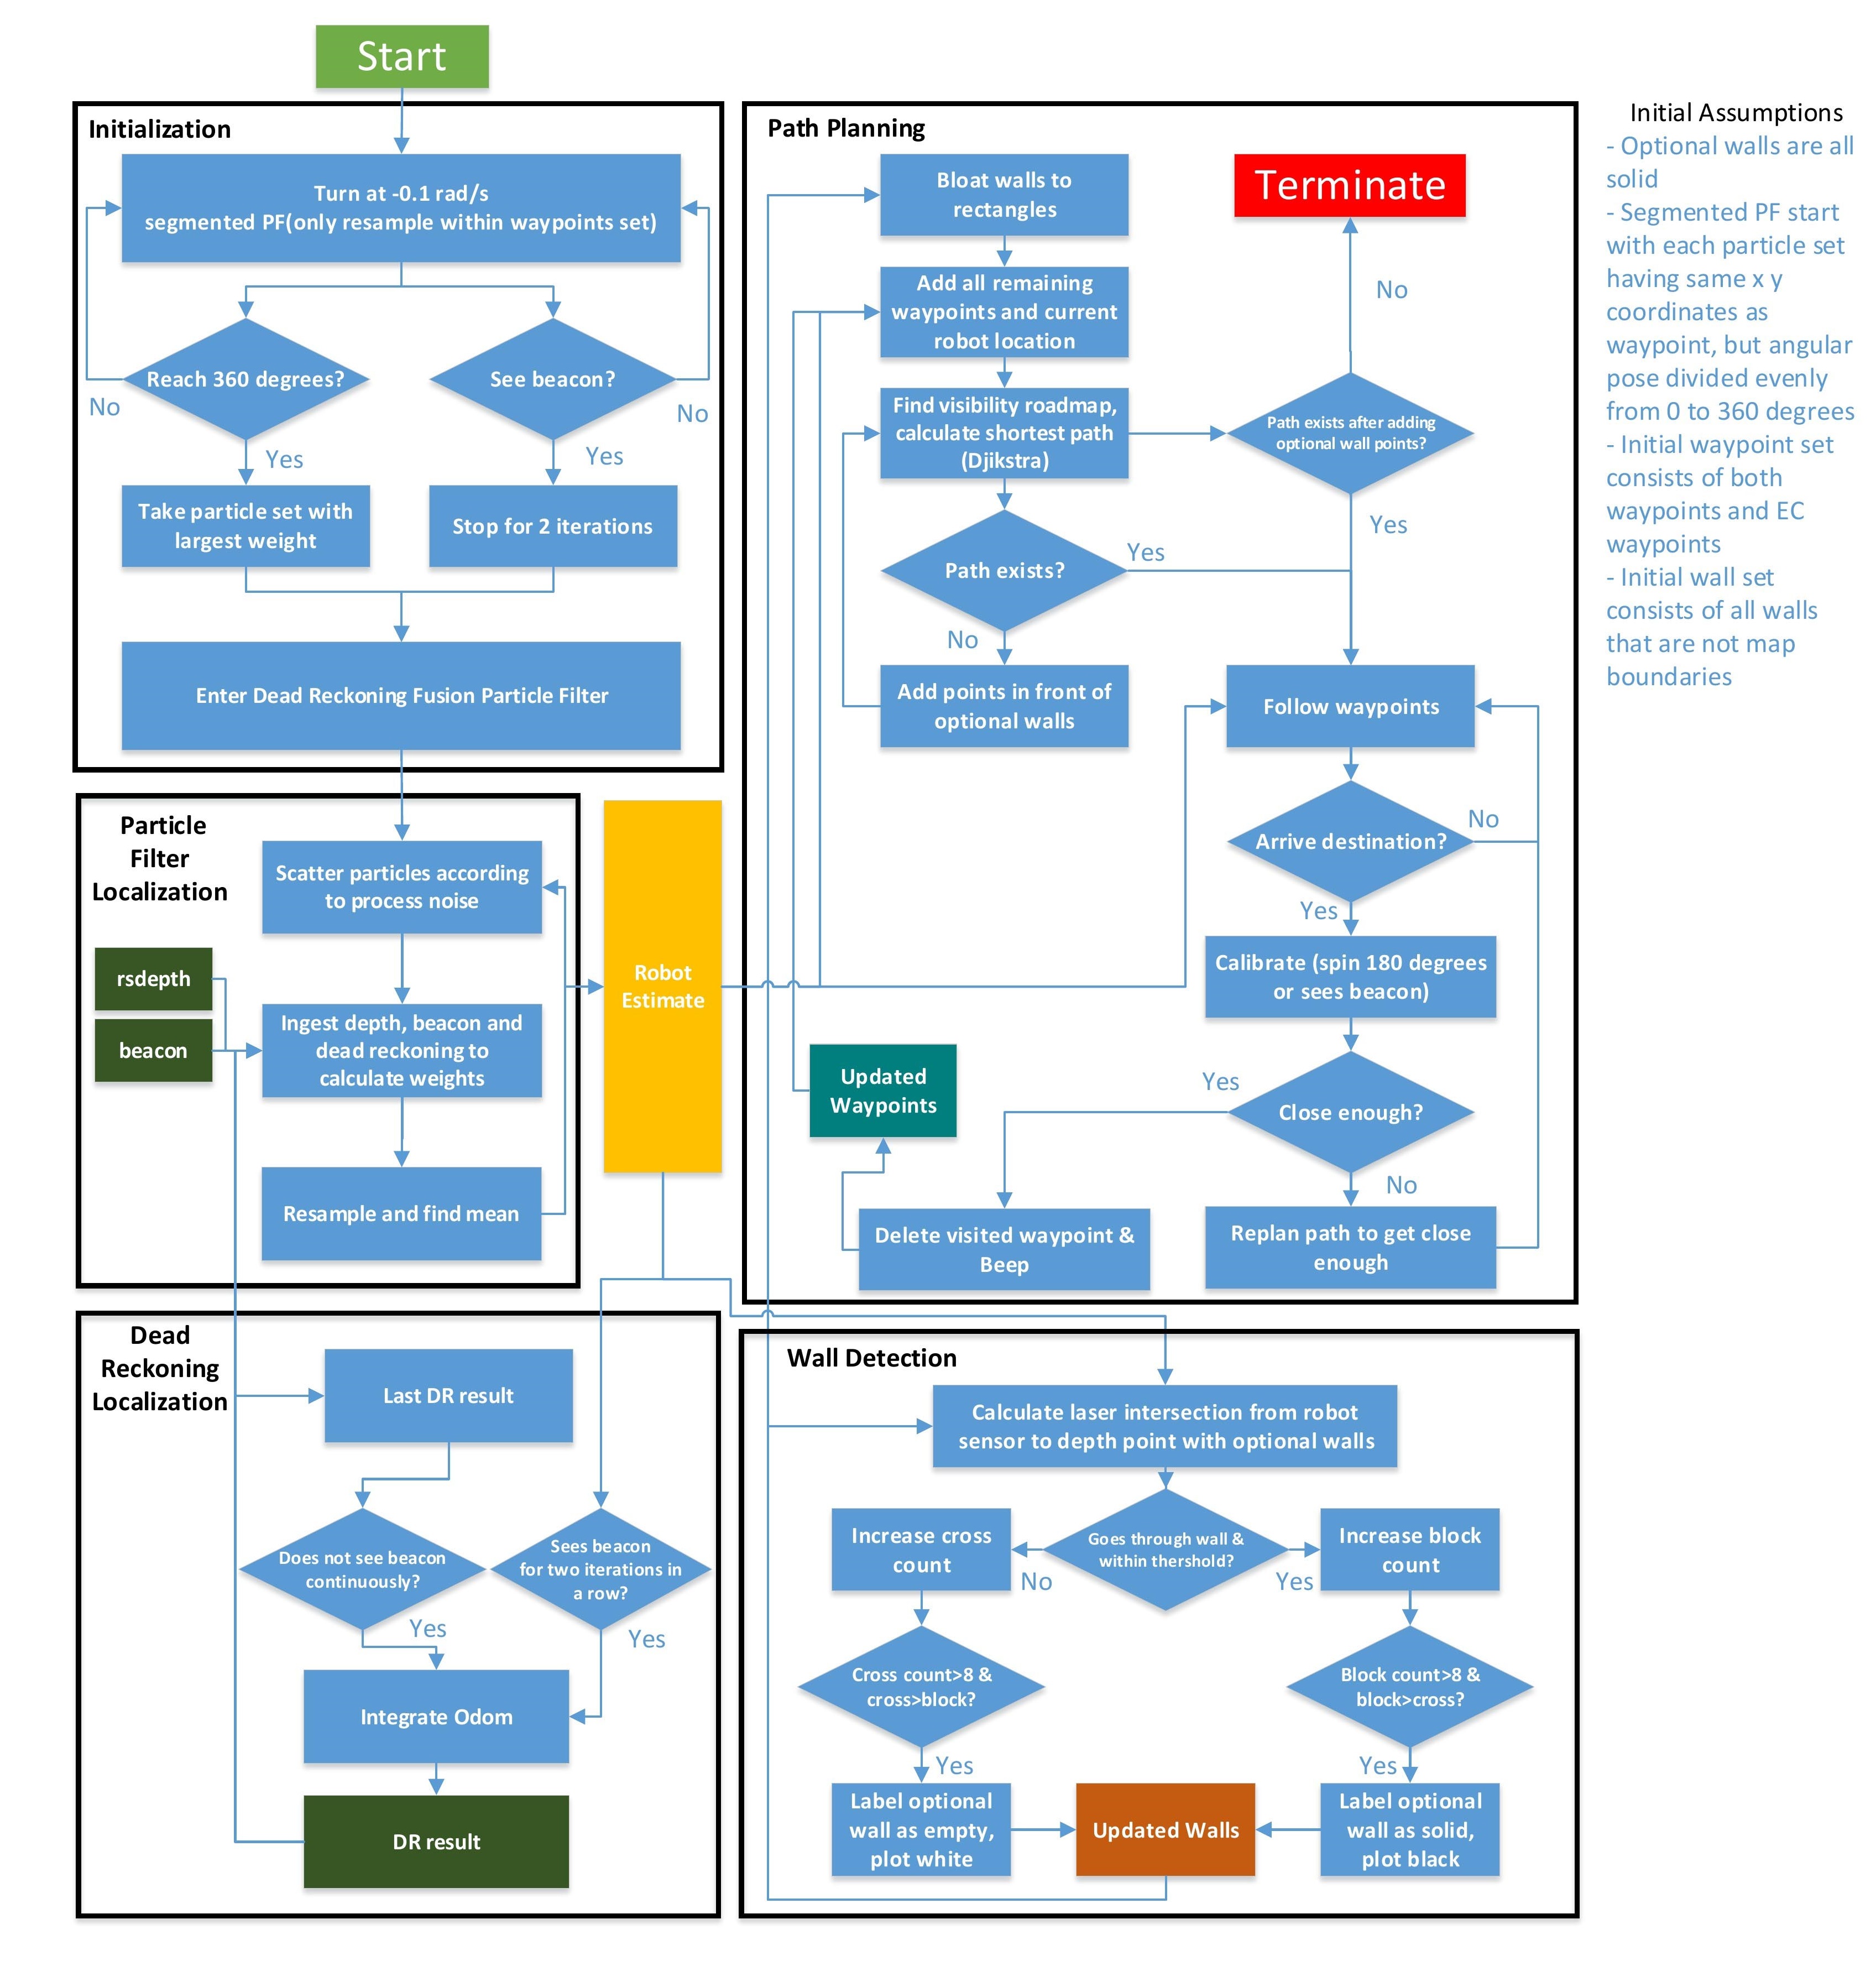 Start
Initialization
Turn at -0.1 rad/s
segmented PF(only resample within waypoints set)
Reach 360 degrees?
See beacon?
No
No
Yes
Yes
Take particle set with
largest weight
Stop for 2 iterations
Enter Dead Reckoning Fusion Particle Filter
Particle
Filter
Localization
Scatter particles according
to process noise
rsdepth
beacon
Ingest depth, beacon and
dead reckoning to
calculate weights
Resample and find mean
Robot
Estimate
Dead
Reckoning
Localization
Last DR result
Does not see beacon
continuously?
Sees beacon
for two iterations in
a row?
Yes
Yes
Integrate Odom
DR result
Path Planning
Bloat walls to
rectangles
Terminate
Add all remaining
waypoints and current
robot location
No
Find visibility roadmap,
calculate shortest path
(Djikstra)
Path exists after adding
optional wall points?
Yes
Path exists?
Yes
No
Add points in front of
optional walls
Follow waypoints
Arrive destination?
No
Yes
Calibrate (spin 180 degrees
or sees beacon)
Updated
Waypoints
Yes
Close enough?
No
Delete visited waypoint &
Beep
Replan path to get close
enough
Wall Detection
Calculate laser intersection from robot
sensor to depth point with optional walls
Increase cross
count
Goes through wall &
within thershold?
Increase block
count
No
Yes
Cross count>8 &
cross>block?
Block count>8 &
block>cross?
Yes
Yes
Label optional
wall as empty,
plot white
Updated Walls
Label optional
wall as solid,
plot black
Initial Assumptions
- Optional walls are all
solid
- Segmented PF start
with each particle set
having same x y
coordinates as
waypoint, but angular
pose divided evenly
from 0 to 360 degrees
- Initial waypoint set
consists of both
waypoints and EC
waypoints
- Initial wall set
consists of all walls
that are not map
boundaries